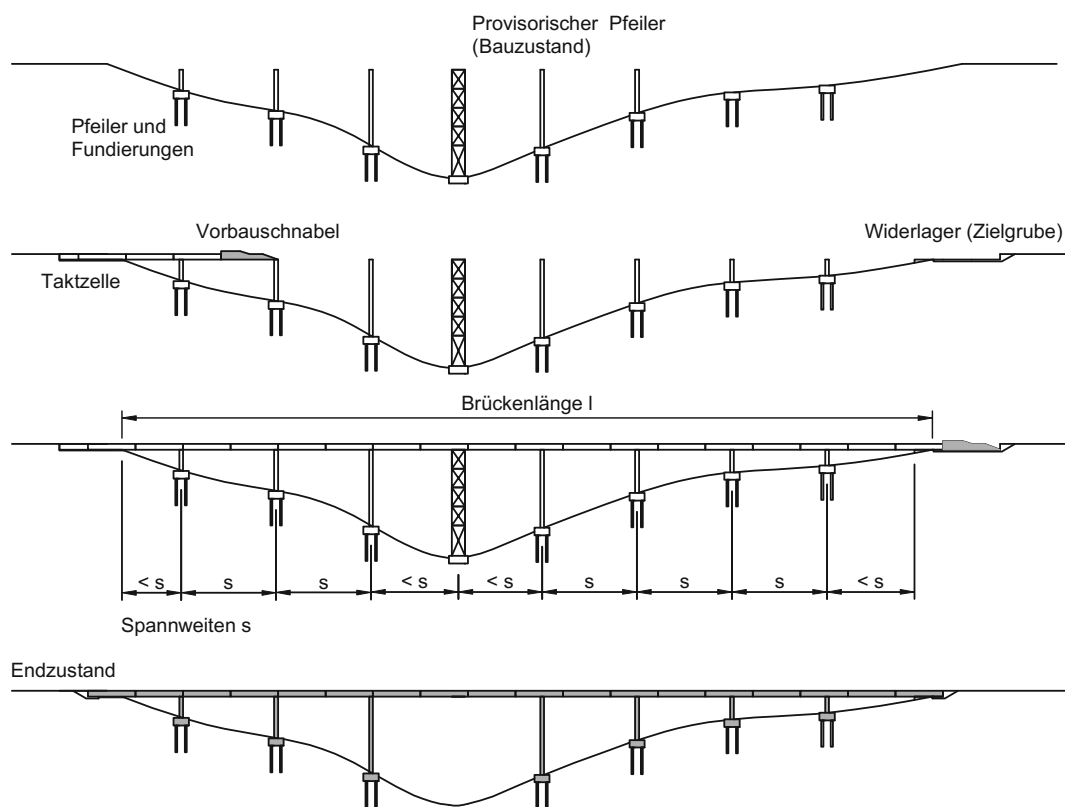 Provisorischer Pfeiler
(Bauzustand)
Pfeiler und
Fundierungen
Vorbauschnabel
Widerlager (Zielgrube)
Taktzelle
Brückenlänge l
< s
s
s
< s
< s
s
s
s
< s
Spannweiten s
Endzustand